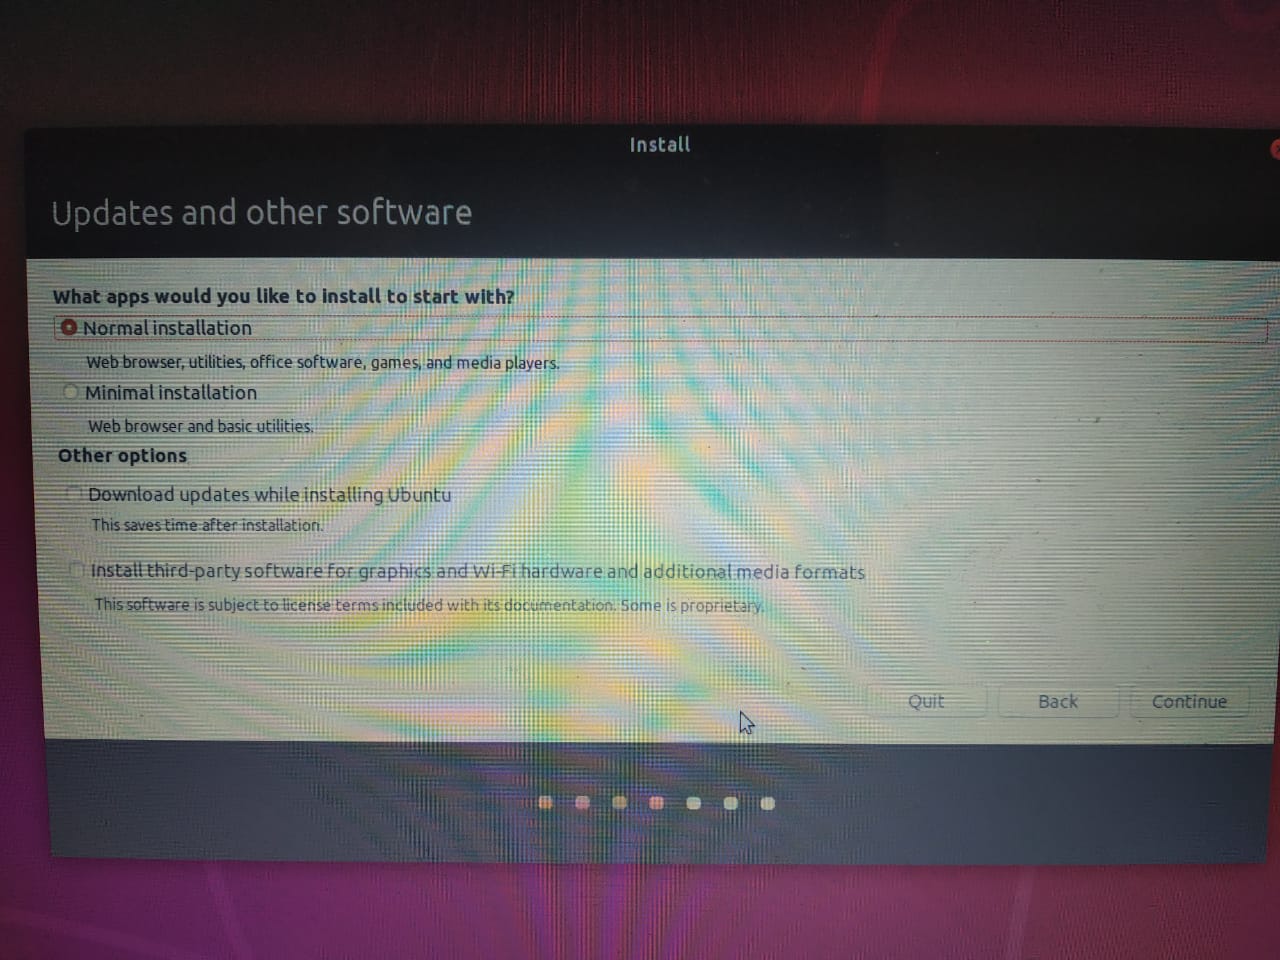 Install
Updates and other software
What apps would you like to install to start with?
Normal installation
Web browser, utilities, office software, games, and media players.
Minimal installation
Web browser and basic utilities.
Other options
Download updates while installing Ubuntu
This saves time after installation.
Install third-party software for graphics and Wi-Fi hardware and additional media formats
This software is subject to license terms included with its documentation. Some is proprietary.
Quit Back Continue